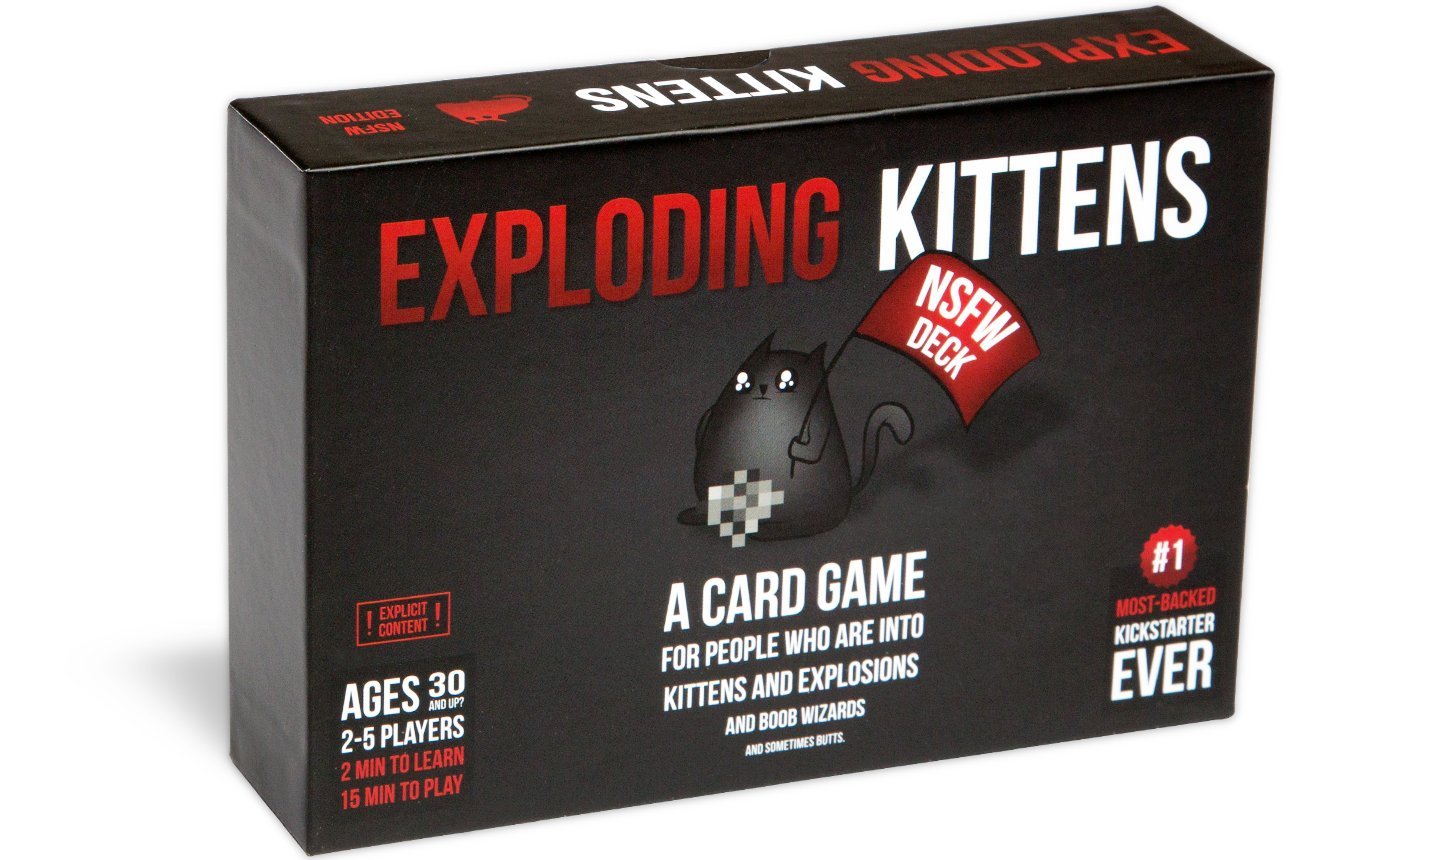 EXPLODING KITTENS
NSFW
EDITION
EXPLODING KITTENS
NSFW
DECK
! EXPLICIT CONTENT !
AGES 30
AND UP?
2-5 PLAYERS
2 MIN TO LEARN
15 MIN TO PLAY
A CARD GAME
FOR PEOPLE WHO ARE INTO
KITTENS AND EXPLOSIONS
AND BOOB WIZARDS
AND SOMETIMES BUTTS.
#1
MOST-BACKED
KICKSTARTER
EVER